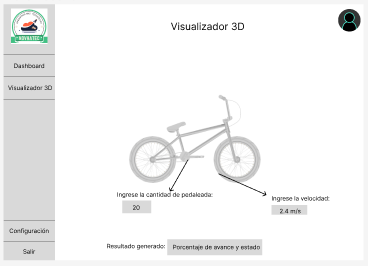 Visualizador 3D
NOVBATEC
Dashboard
Visualizador 3D
Ingrese la cantidad de pedaleada:
20
Ingrese la velocidad:
2.4 m/s
Configuración
Salir
Resultado generado:
Porcentaje de avance y estado